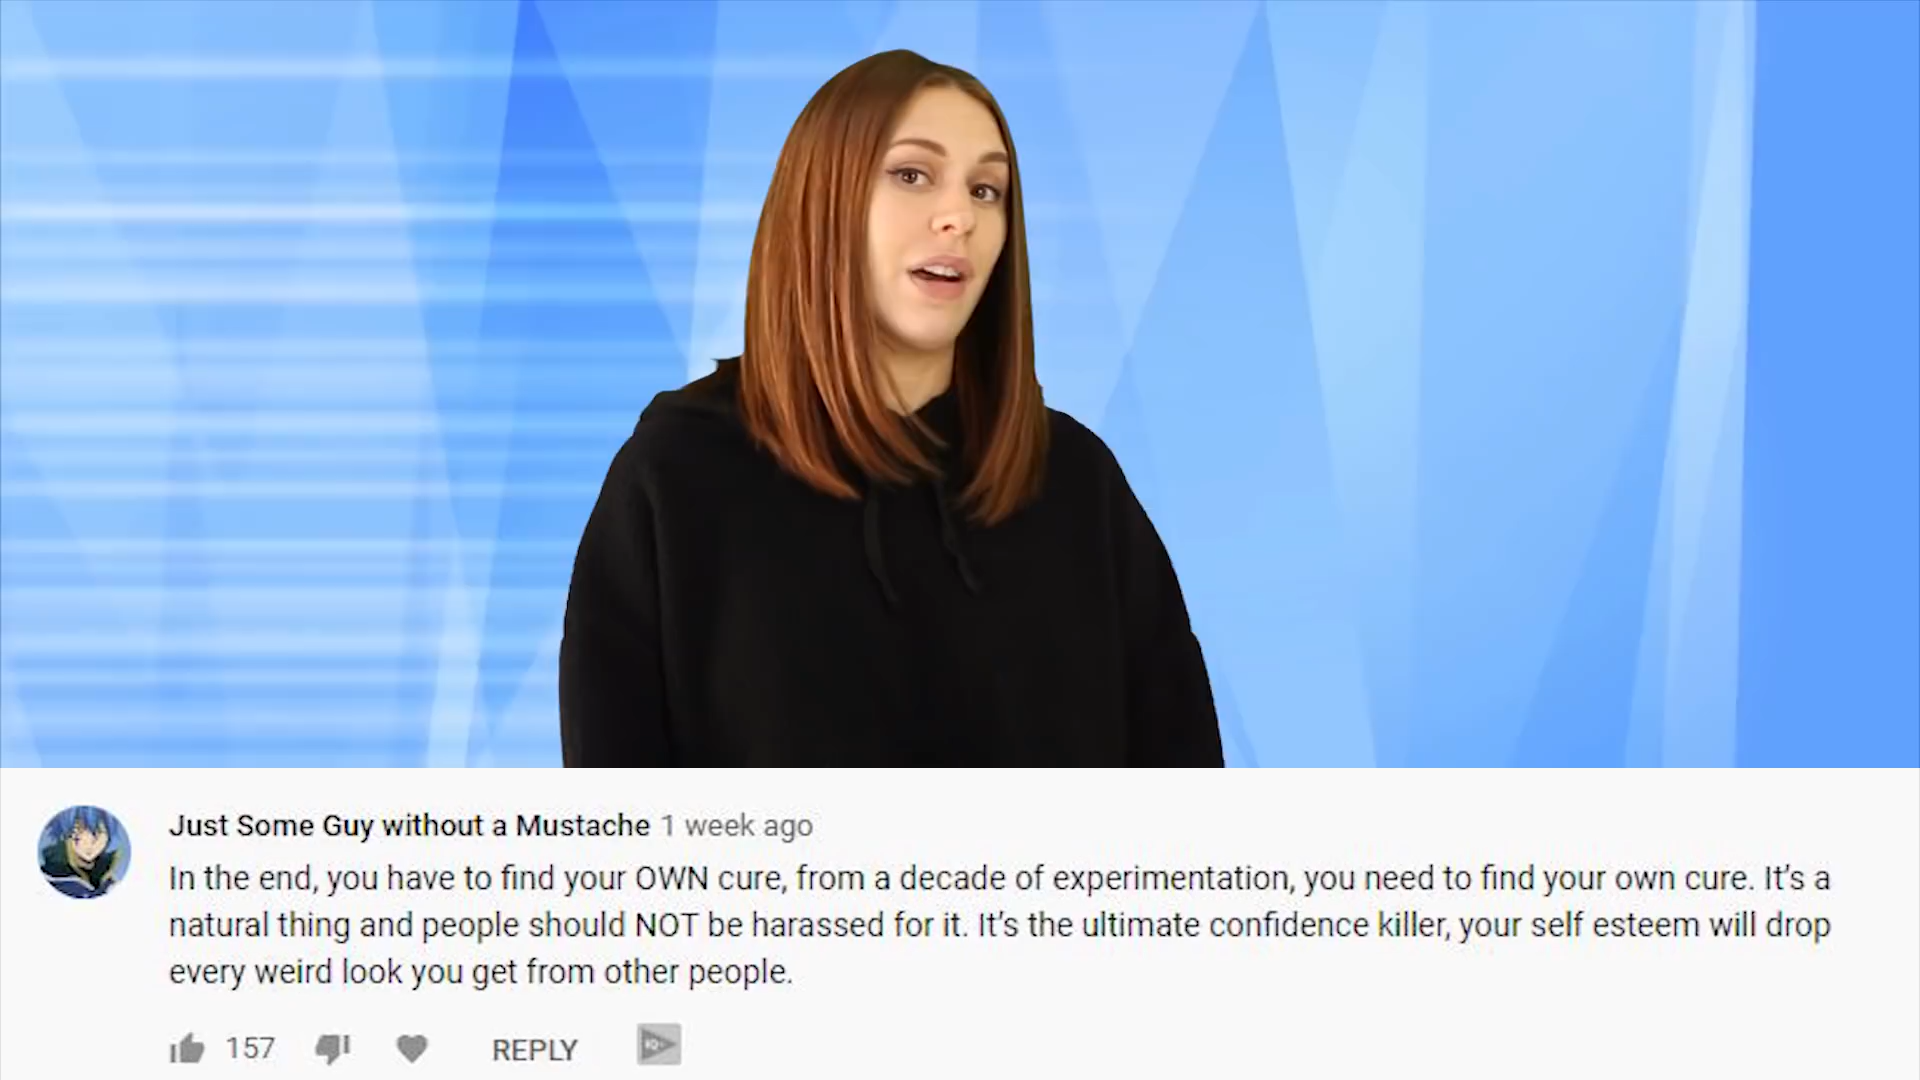 Just Some Guy without a Mustache 1 week ago
In the end, you have to find your OWN cure, from a decade of experimentation, you need to find your own cure. It's a
natural thing and people should NOT be harassed for it. It's the ultimate confidence killer, your self esteem will drop
every weird look you get from other people.
157 REPLY